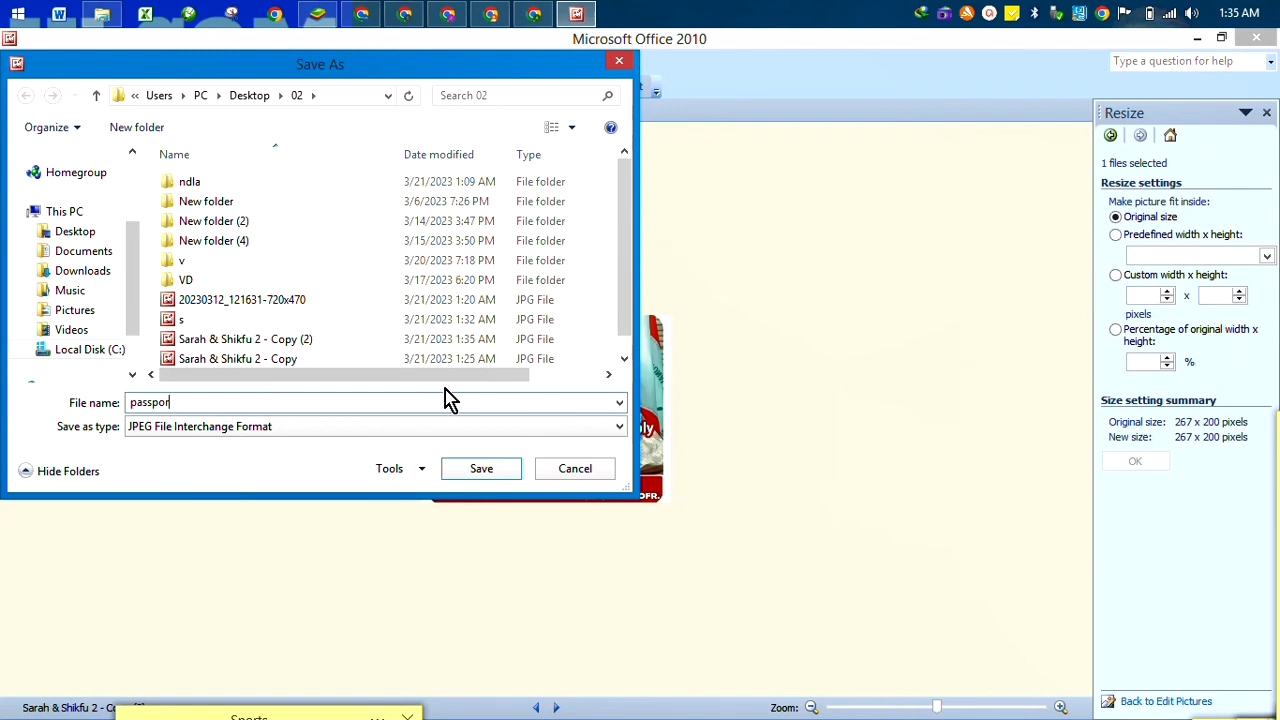 1:35 AM
Microsoft Office 2010
Save As
Type a question for help
« Users PC Desktop 02
Search 02
Resize
Organize New folder
Name Date modified Type
1 files selected
Resize settings
Make picture fit inside:
Original size
Predefined width x height:
Custom width x height:
x
pixels
Percentage of original width x
height:
%
Size setting summary
Original size: 267 x 200 pixels
New size: 267 x 200 pixels
OK
Homegroup
This PC
Desktop
Documents
Downloads
Music
Pictures
Videos
Local Disk (C:)
ndla 3/21/2023 1:09 AM File folder
New folder 3/6/2023 7:26 PM File folder
New folder (2) 3/14/2023 3:47 PM File folder
New folder (4) 3/15/2023 3:50 PM File folder
v 3/20/2023 7:18 PM File folder
VD 3/17/2023 6:20 PM File folder
20230312_121631-720x470 3/21/2023 1:20 AM JPG File
s 3/21/2023 1:32 AM JPG File
Sarah & Shikfu 2 - Copy (2) 3/21/2023 1:35 AM JPG File
Sarah & Shikfu 2 - Copy 3/21/2023 1:25 AM JPG File
File name: passpor
Save as type: JPEG File Interchange Format
Hide Folders
Tools Save Cancel
OFR.
Sarah & Shikfu 2 - Co
Sports
Zoom:
Back to Edit Pictures